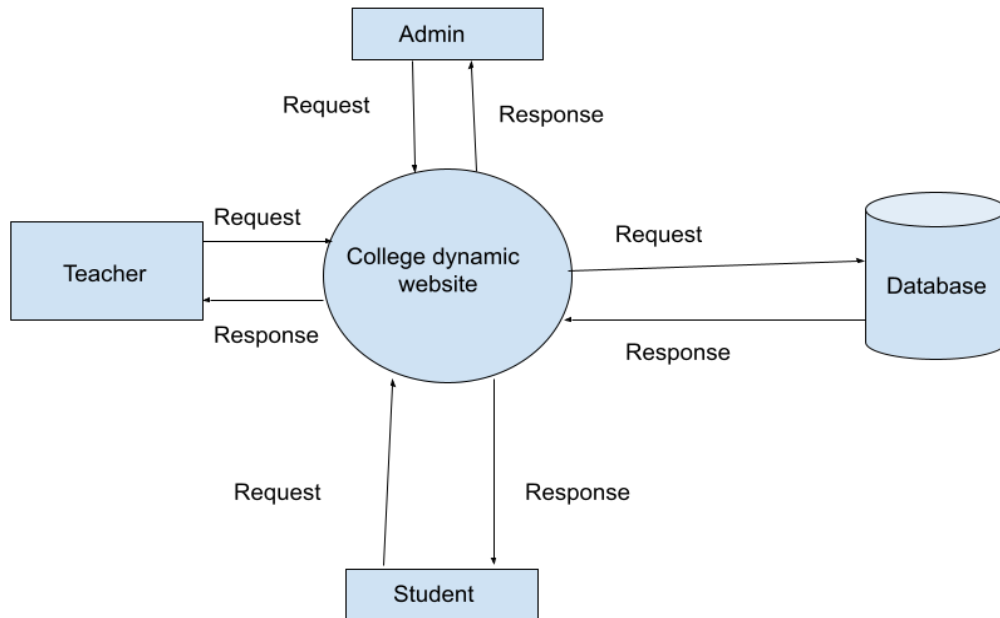 Admin
Request
Response
Request
Teacher
Response
College dynamic
website
Request
Database
Response
Request
Response
Student